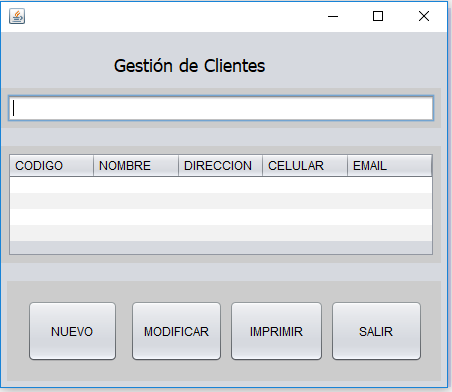 Gestión de Clientes
CODIGO NOMBRE DIRECCION CELULAR EMAIL
NUEVO MODIFICAR IMPRIMIR SALIR